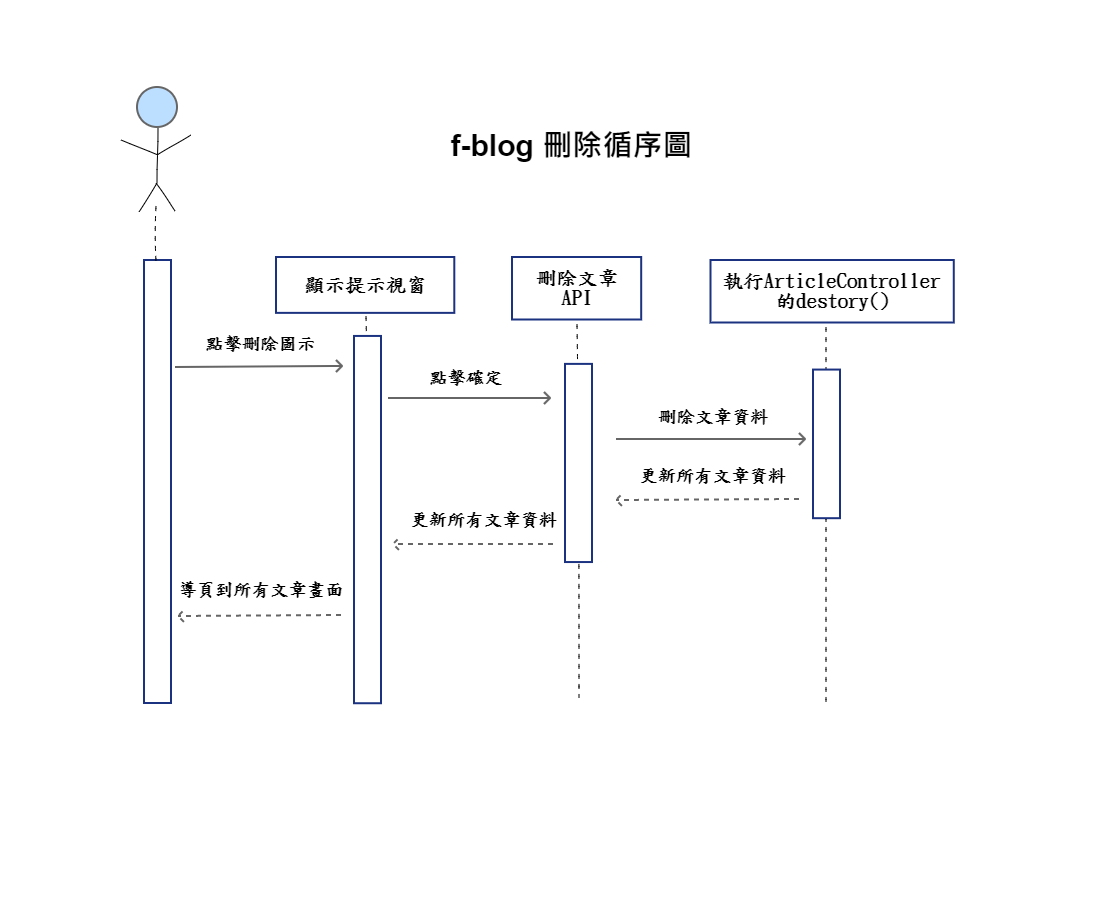 f-blog 刪除循序圖
顯示提示視窗
刪除文章
API
執行ArticleController
的destory()
點擊刪除圖示
點擊確定
刪除文章資料
更新所有文章資料
更新所有文章資料
導頁到所有文章畫面